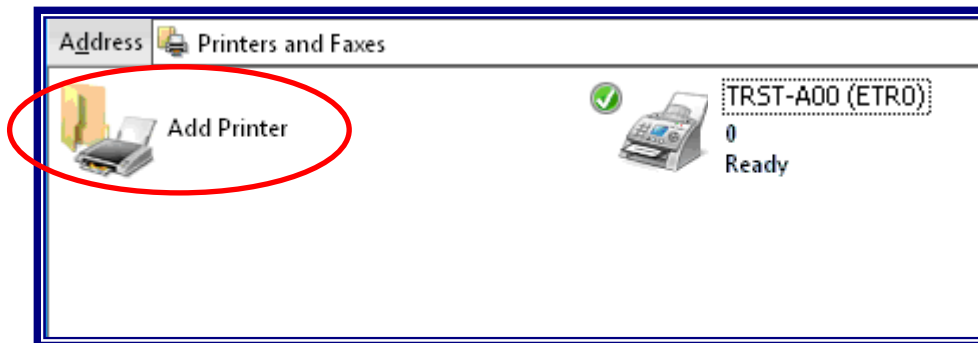 Address Printers and Faxes
Add Printer
TRST-A00 (ETR0)
0
Ready